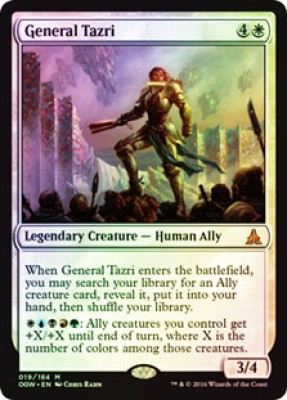 General Tazri 4
Legendary Creature — Human Ally
When General Tazri enters the battlefield,
you may search your library for an Ally
creature card, reveal it, put it into your
hand, then shuffle your library.
: Ally creatures you control get
+X/+X until end of turn, where X is the
number of colors among those creatures.
3/4
019/184 M
OGW • EN Chris Rahn
™ & © 2016 Wizards of the Coast